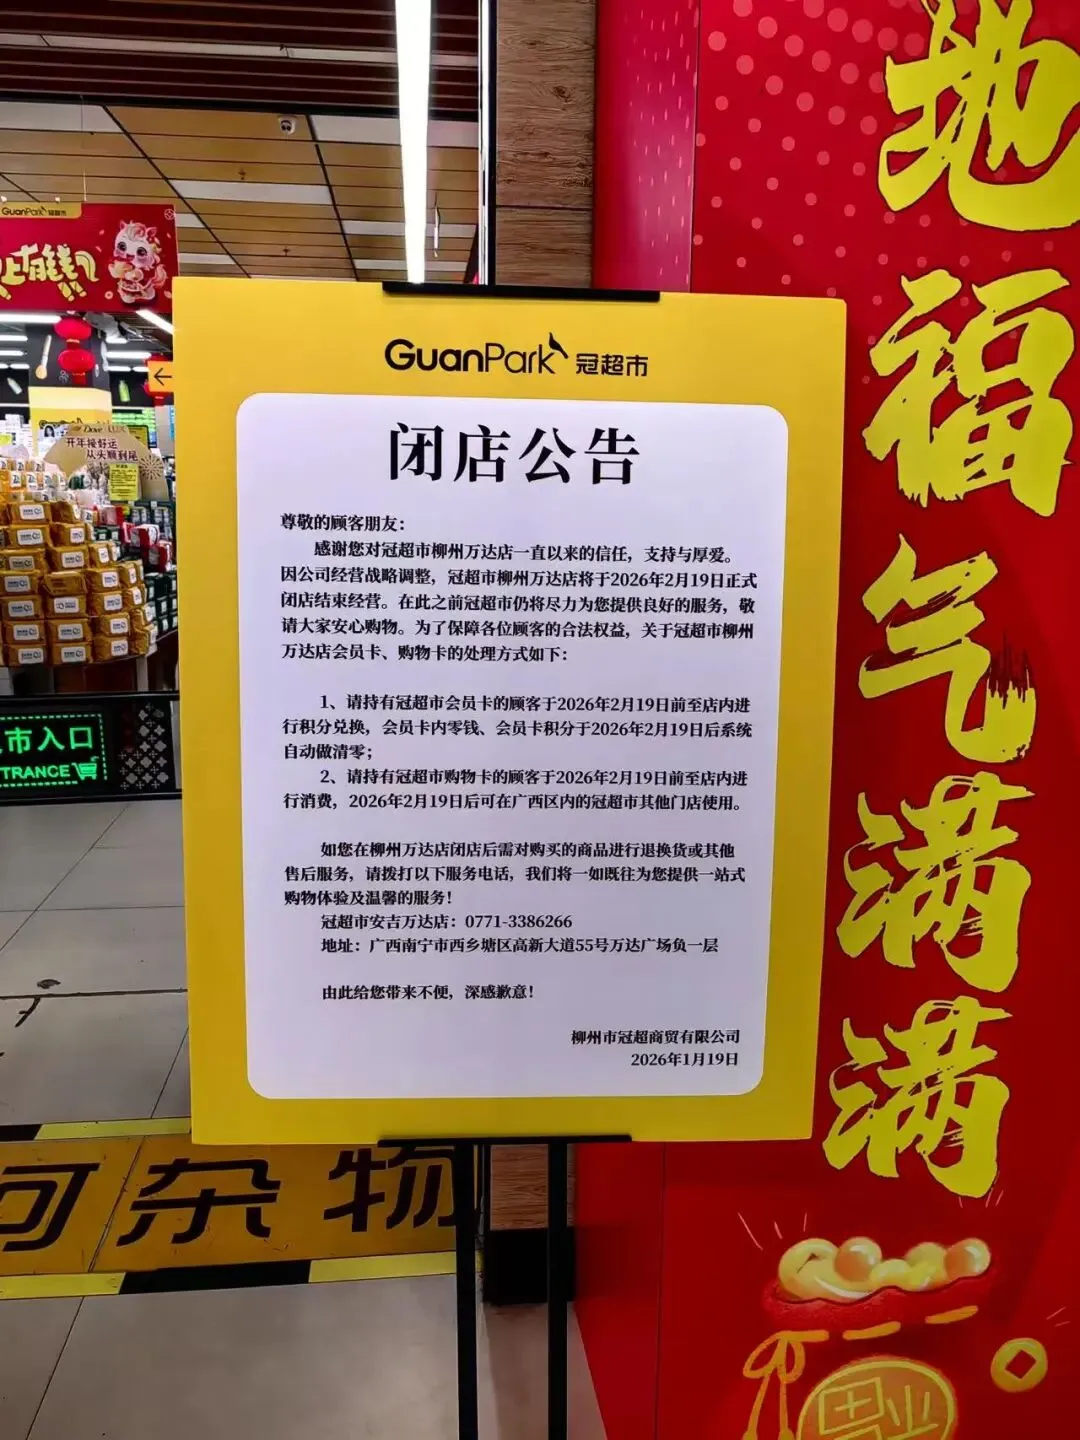 GuanPark 冠超市
闭店公告
尊敬的顾客朋友：
感谢您对冠超市柳州万达店一直以来的信任，支持与厚爱。
因公司经营战略调整，冠超市柳州万达店将于2026年2月19日正式
闭店结束经营。在此之前冠超市仍将尽力为您提供良好的服务，敬
请大家安心购物。为了保障各位顾客的合法权益，关于冠超市柳州
万达店会员卡、购物卡的处理方式如下：
1、请持有冠超市会员卡的顾客于2026年2月19日前至店内进
行积分兑换，会员卡内零钱、会员卡积分于2026年2月19日后系统
自动做清零；
2、请持有冠超市购物卡的顾客于2026年2月19日前至店内进
行消费，2026年2月19日后可在广西区内的冠超市其他门店使用。
如您在柳州万达店闭店后需对购买的商品进行退换货或其他
售后服务，请拨打以下服务电话，我们将一如既往为您提供一站式
购物体验及温馨的服务！
冠超市安吉万达店：0771-3386266
地址：广西南宁市西乡塘区高新大道55号万达广场负一层
由此给您带来不便，深感歉意！
柳州市冠超商贸有限公司
2026年1月19日
地福气满满
GuanPark 冠超市
上有钱
Dove LUX
开年接好运
从头顺到尾
市入口
TRANCE
何杂物